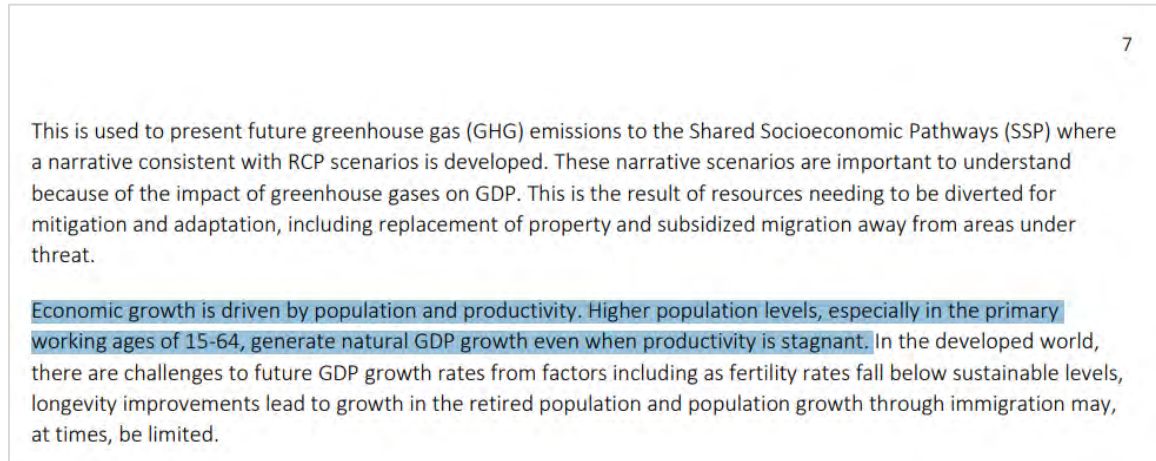 7
This is used to present future greenhouse gas (GHG) emissions to the Shared Socioeconomic Pathways (SSP) where
a narrative consistent with RCP scenarios is developed. These narrative scenarios are important to understand
because of the impact of greenhouse gases on GDP. This is the result of resources needing to be diverted for
mitigation and adaptation, including replacement of property and subsidized migration away from areas under
threat.
Economic growth is driven by population and productivity. Higher population levels, especially in the primary
working ages of 15-64, generate natural GDP growth even when productivity is stagnant. In the developed world,
there are challenges to future GDP growth rates from factors including as fertility rates fall below sustainable levels,
longevity improvements lead to growth in the retired population and population growth through immigration may,
at times, be limited.